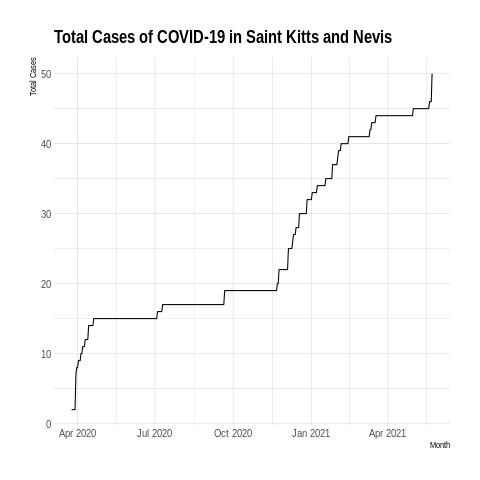 Total Cases of COVID-19 in Saint Kitts and Nevis
Total Cases
50
40
30
20
10
0
Apr 2020 Jul 2020 Oct 2020 Jan 2021 Apr 2021
Month